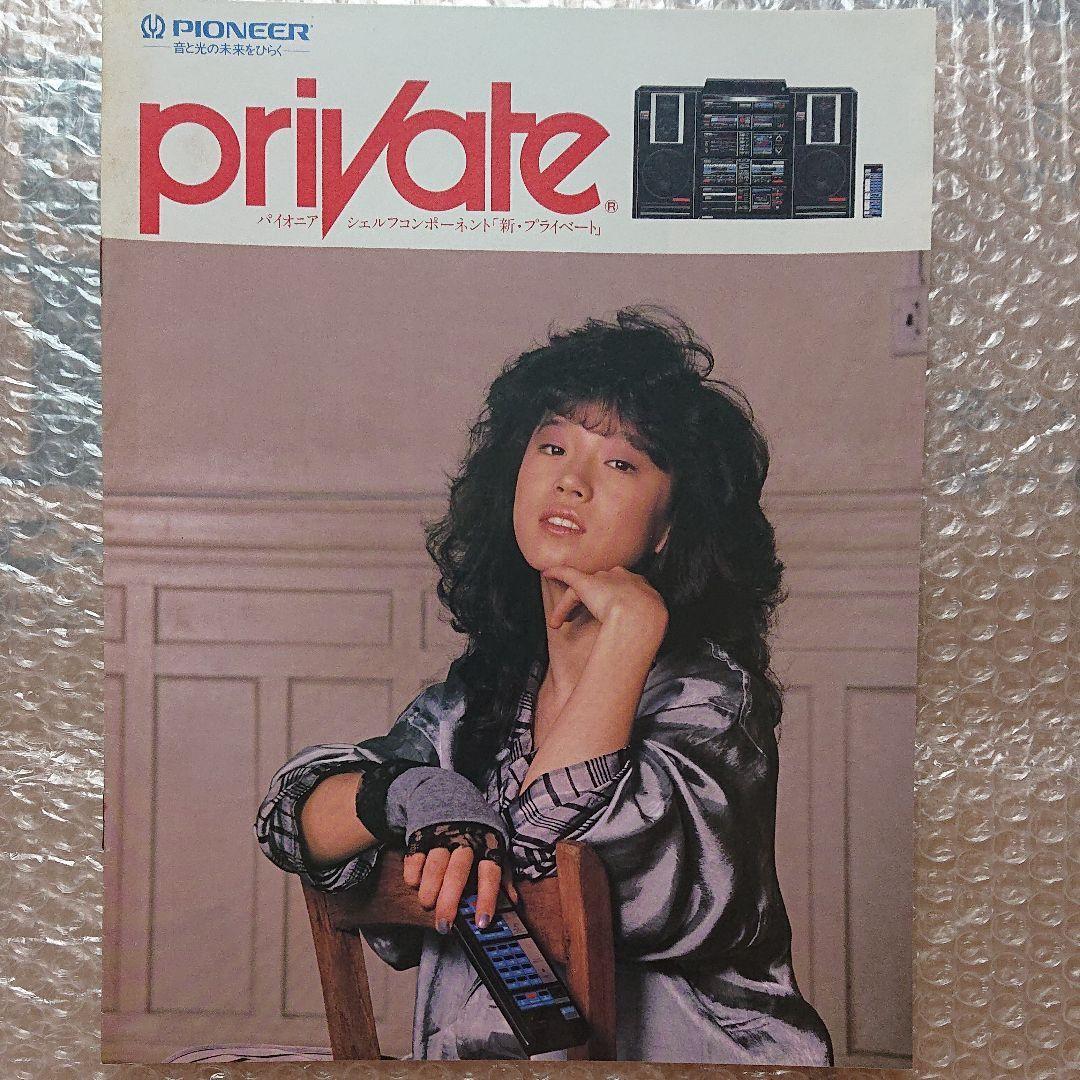 PIONEER
音と光の未来をひらく
private
®
パイオニア シェルフコンポーネント「新・プライベート」